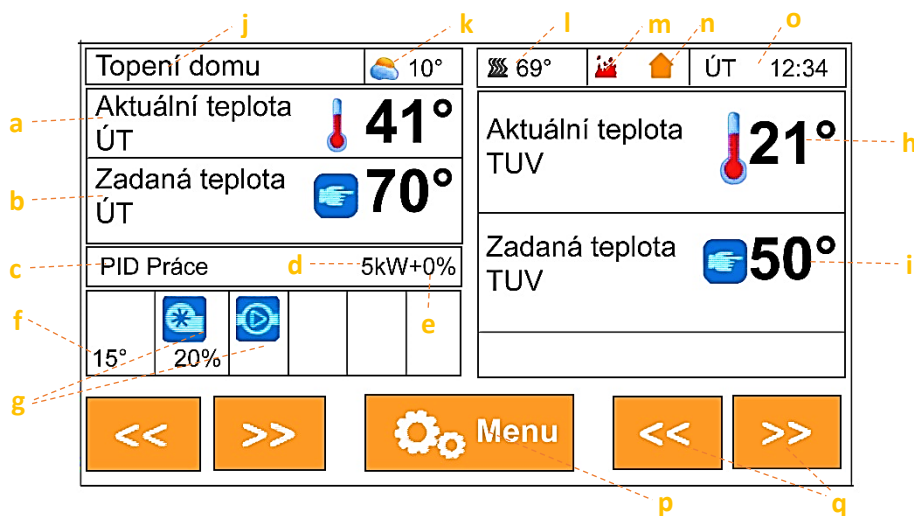 j k l m n o
Topení domu 10° 69° ÚT 12:34
a Aktuální teplota
ÚT
41°
b Zadaná teplota
ÚT
70°
c PID Práce d 5kW+0%
e
f 15° 20%
g
Aktuální teplota
TUV
21° h
Zadaná teplota
TUV
50° i
<< >> Menu << >>
p q